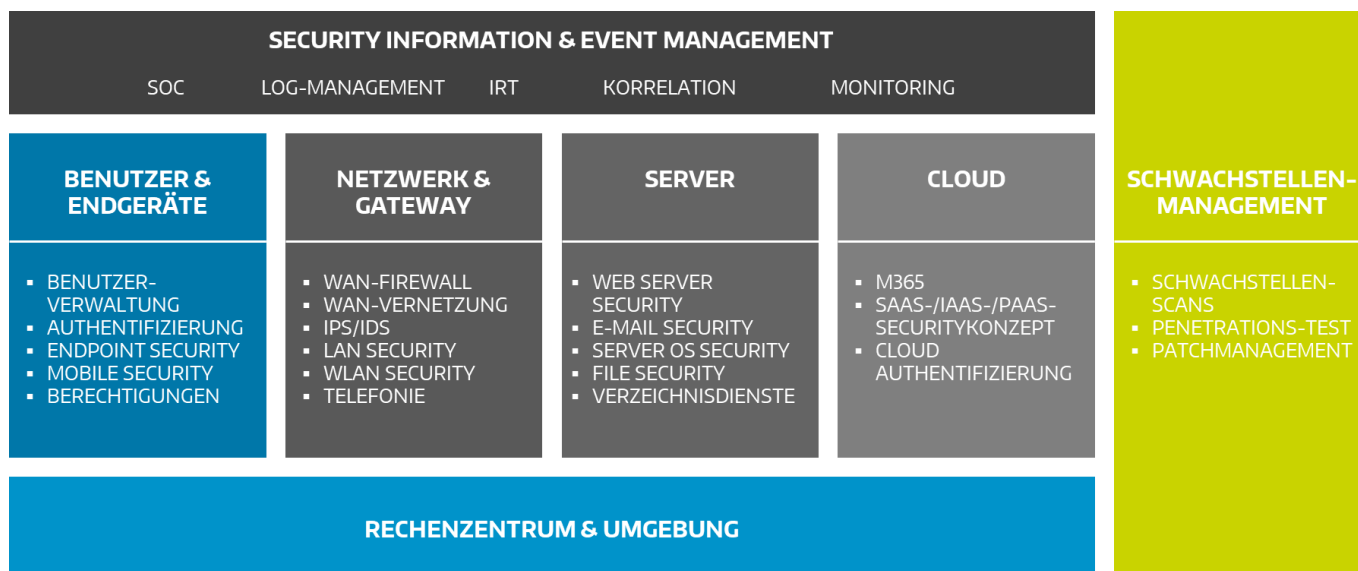 SECURITY INFORMATION & EVENT MANAGEMENT
SOC LOG-MANAGEMENT IRT KORRELATION MONITORING
BENUTZER &
ENDGERÄTE
▪ BENUTZER-
VERWALTUNG
▪ AUTHENTIFIZIERUNG
▪ ENDPOINT SECURITY
▪ MOBILE SECURITY
▪ BERECHTIGUNGEN
NETZWERK &
GATEWAY
▪ WAN-FIREWALL
▪ WAN-VERNETZUNG
▪ IPS/IDS
▪ LAN SECURITY
▪ WLAN SECURITY
▪ TELEFONIE
SERVER
▪ WEB SERVER
SECURITY
▪ E-MAIL SECURITY
▪ SERVER OS SECURITY
▪ FILE SECURITY
▪ VERZEICHNISDIENSTE
CLOUD
▪ M365
▪ SAAS-/IAAS-/PAAS-
SECURITYKONZEPT
▪ CLOUD
AUTHENTIFIZIERUNG
SCHWACHSTELLEN-
MANAGEMENT
▪ SCHWACHSTELLEN-
SCANS
▪ PENETRATIONS-TEST
▪ PATCHMANAGEMENT
RECHENZENTRUM & UMGEBUNG